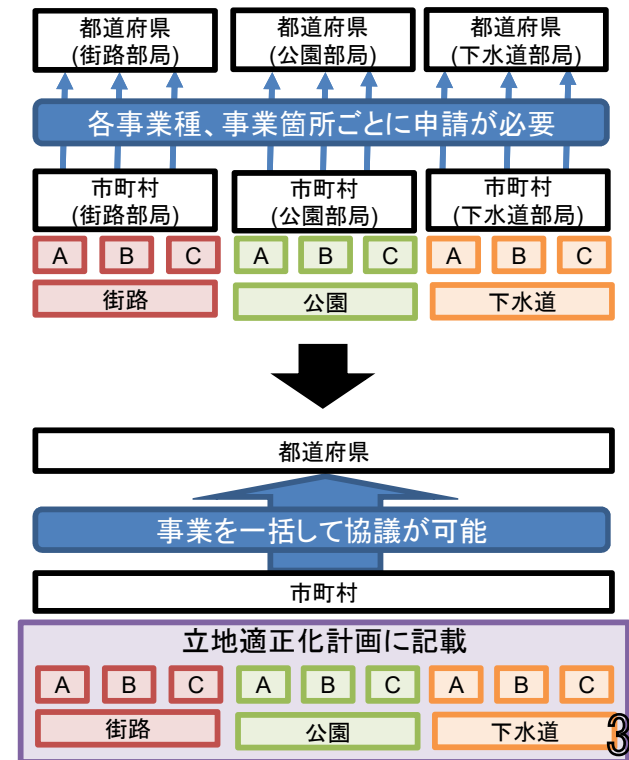 都道府県
(街路部局)
都道府県
(公園部局)
都道府県
(下水道部局)
各事業種、事業箇所ごとに申請が必要
市町村
(街路部局)
市町村
(公園部局)
市町村
(下水道部局)
A B C A B C A B C
街路 公園 下水道
都道府県
事業を一括して協議が可能
市町村
立地適正化計画に記載
A B C A B C A B C
街路 公園 下水道
3